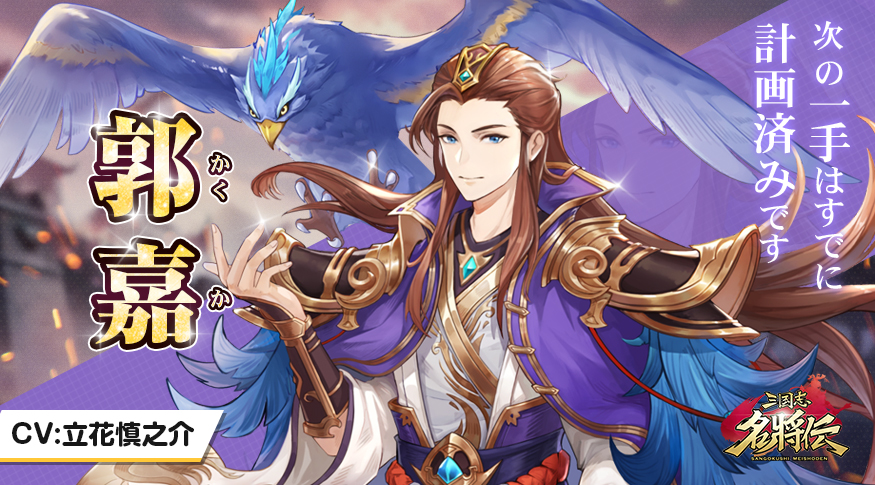 次の一手はすでに
計画済みです
郭嘉
かく
か
CV:立花慎之介
三国志
名将伝
SANGOKUSHI MEISHODEN